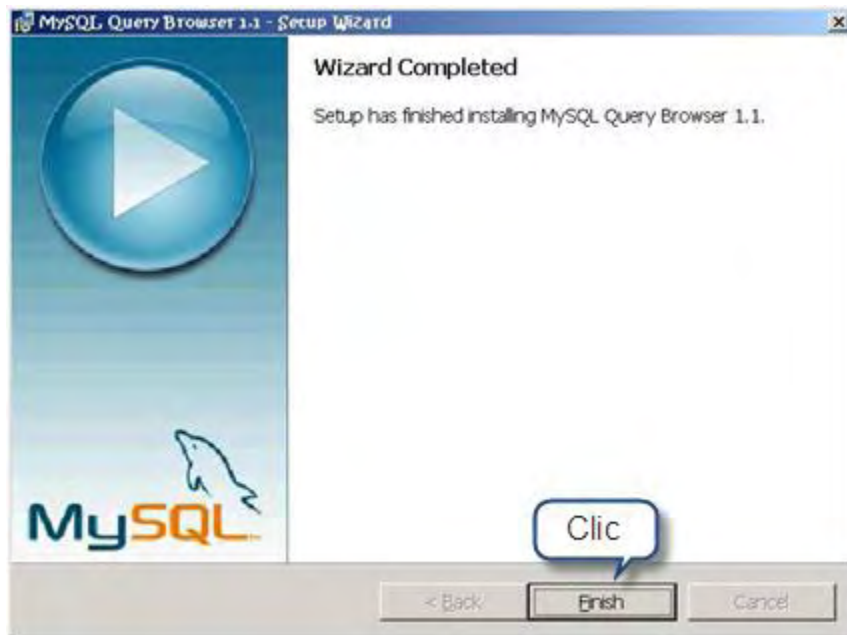 MySQL Query Browser 1.1 - Setup Wizard
Wizard Completed
Setup has finished installing MySQL Query Browser 1.1.
MySQL
Clic
< Back
Finish
Cancel